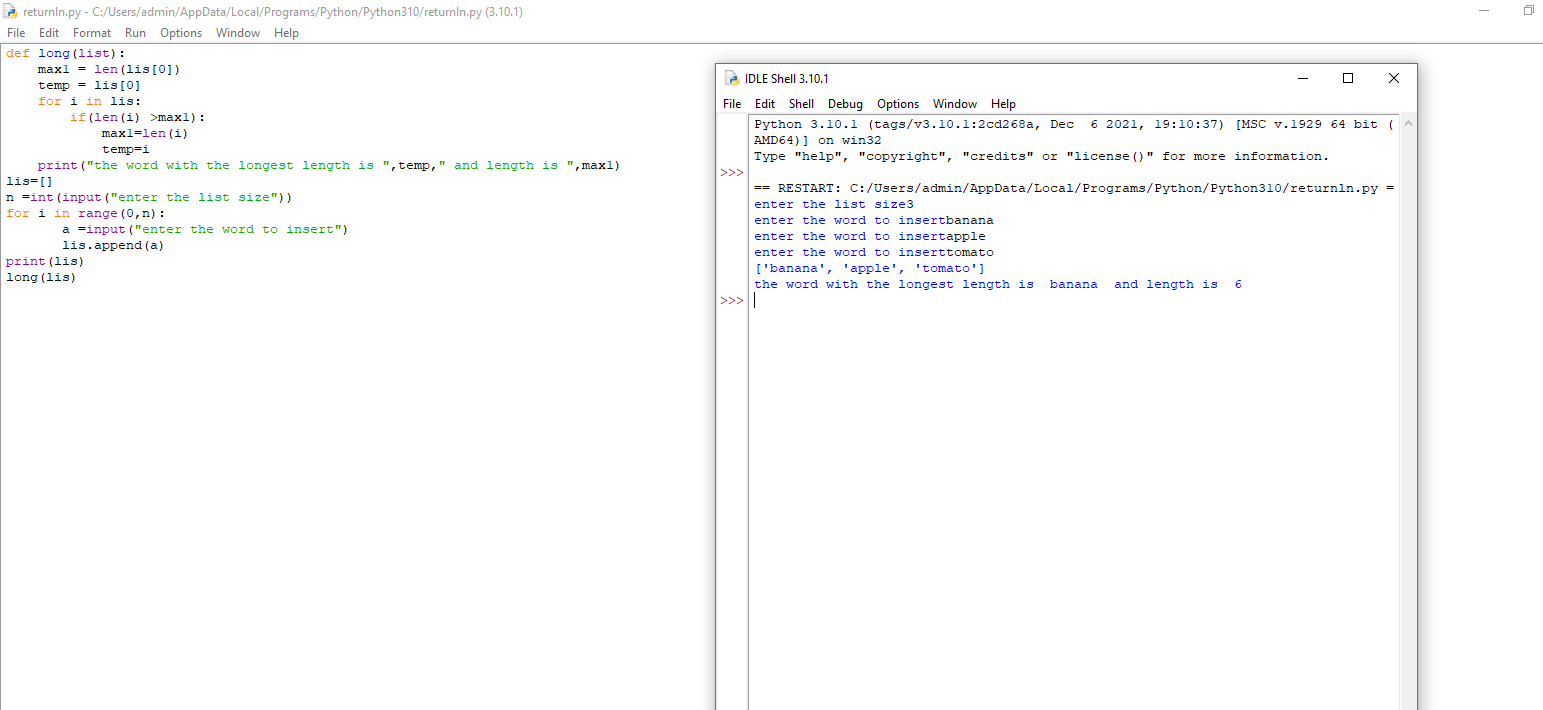 returnln.py - C:/Users/admin/AppData/Local/Programs/Python/Python310/returnln.py (3.10.1)
File Edit Format Run Options Window Help
def long(list):
    max1 = len(lis[0])
    temp = lis[0]
    for i in lis:
        if(len(i) >max1):
            max1=len(i)
            temp=i
    print("the word with the longest length is ",temp," and length is ",max1)
lis=[]
n =int(input("enter the list size"))
for i in range(0,n):
       a =input("enter the word to insert")
       lis.append(a)
print(lis)
long(lis)
IDLE Shell 3.10.1
File Edit Shell Debug Options Window Help
Python 3.10.1 (tags/v3.10.1:2cd268a, Dec  6 2021, 19:10:37) [MSC v.1929 64 bit (
AMD64)] on win32
Type "help", "copyright", "credits" or "license()" for more information.
>>>
== RESTART: C:/Users/admin/AppData/Local/Programs/Python/Python310/returnln.py =
enter the list size3
enter the word to insertbanana
enter the word to insertapple
enter the word to inserttomato
['banana', 'apple', 'tomato']
the word with the longest length is  banana  and length is  6
>>>